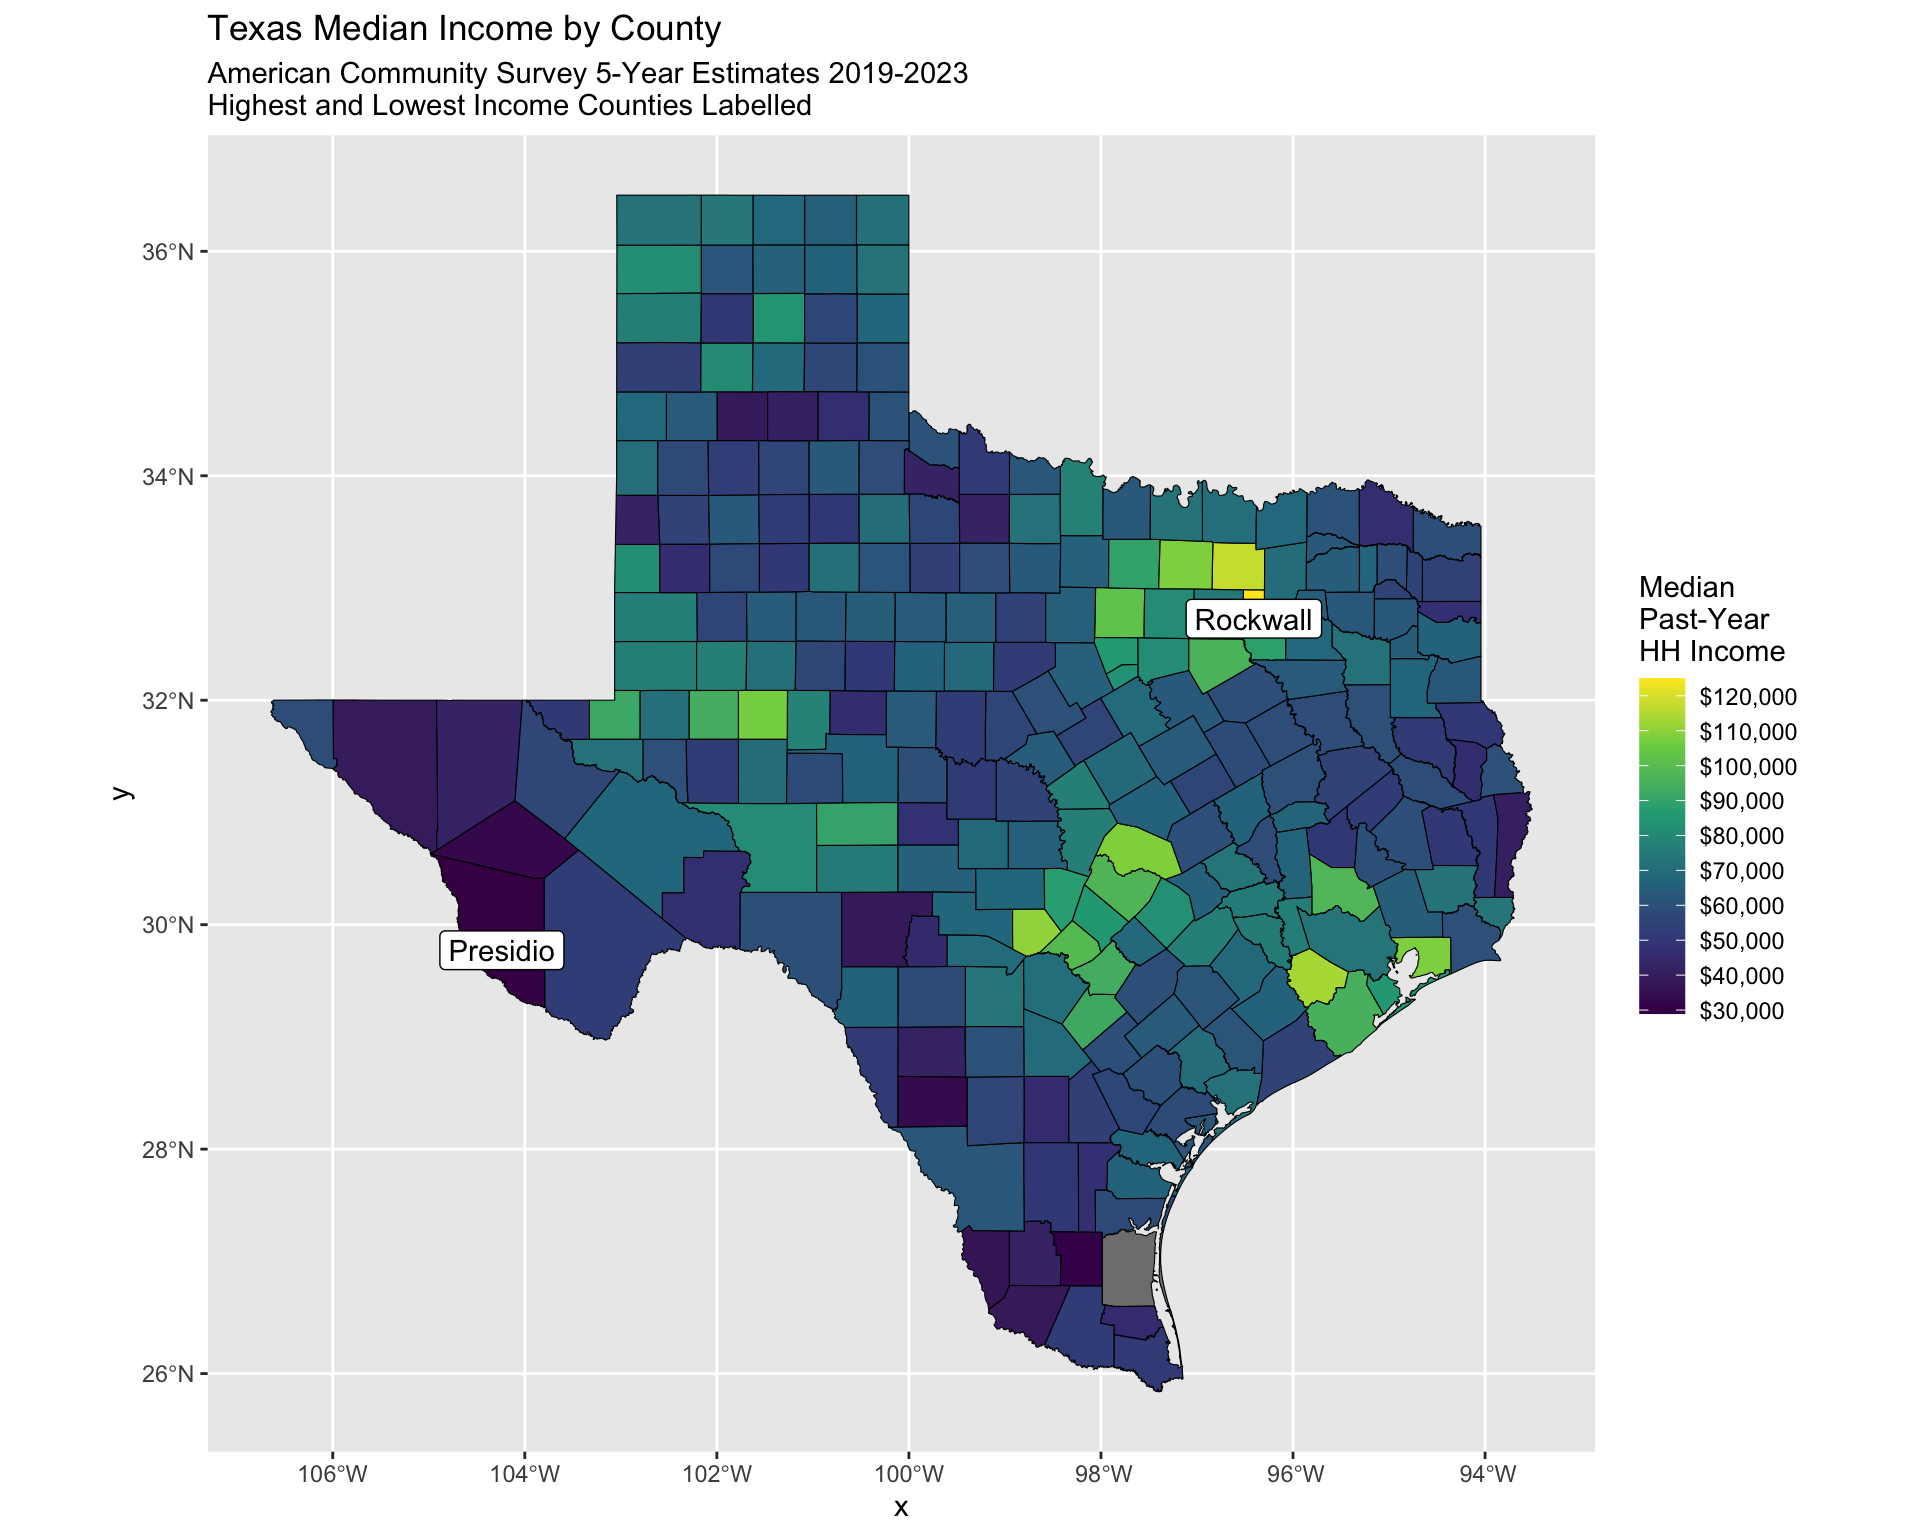 Texas Median Income by County
American Community Survey 5-Year Estimates 2019-2023
Highest and Lowest Income Counties Labelled
36°N
34°N
32°N
30°N
28°N
26°N
y
Rockwall
Presidio
106°W
104°W
102°W
100°W
98°W
96°W
94°W
x
Median
Past-Year
HH Income
$120,000
$110,000
$100,000
$90,000
$80,000
$70,000
$60,000
$50,000
$40,000
$30,000